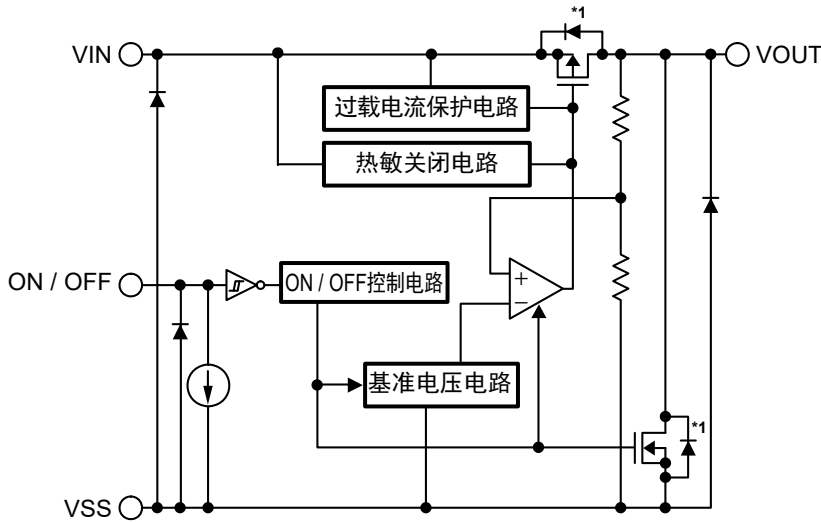 *1
VIN
VOUT
过载电流保护电路
热敏关闭电路
ON / OFF
ON / OFF控制电路
+
−
基准电压电路
*1
VSS